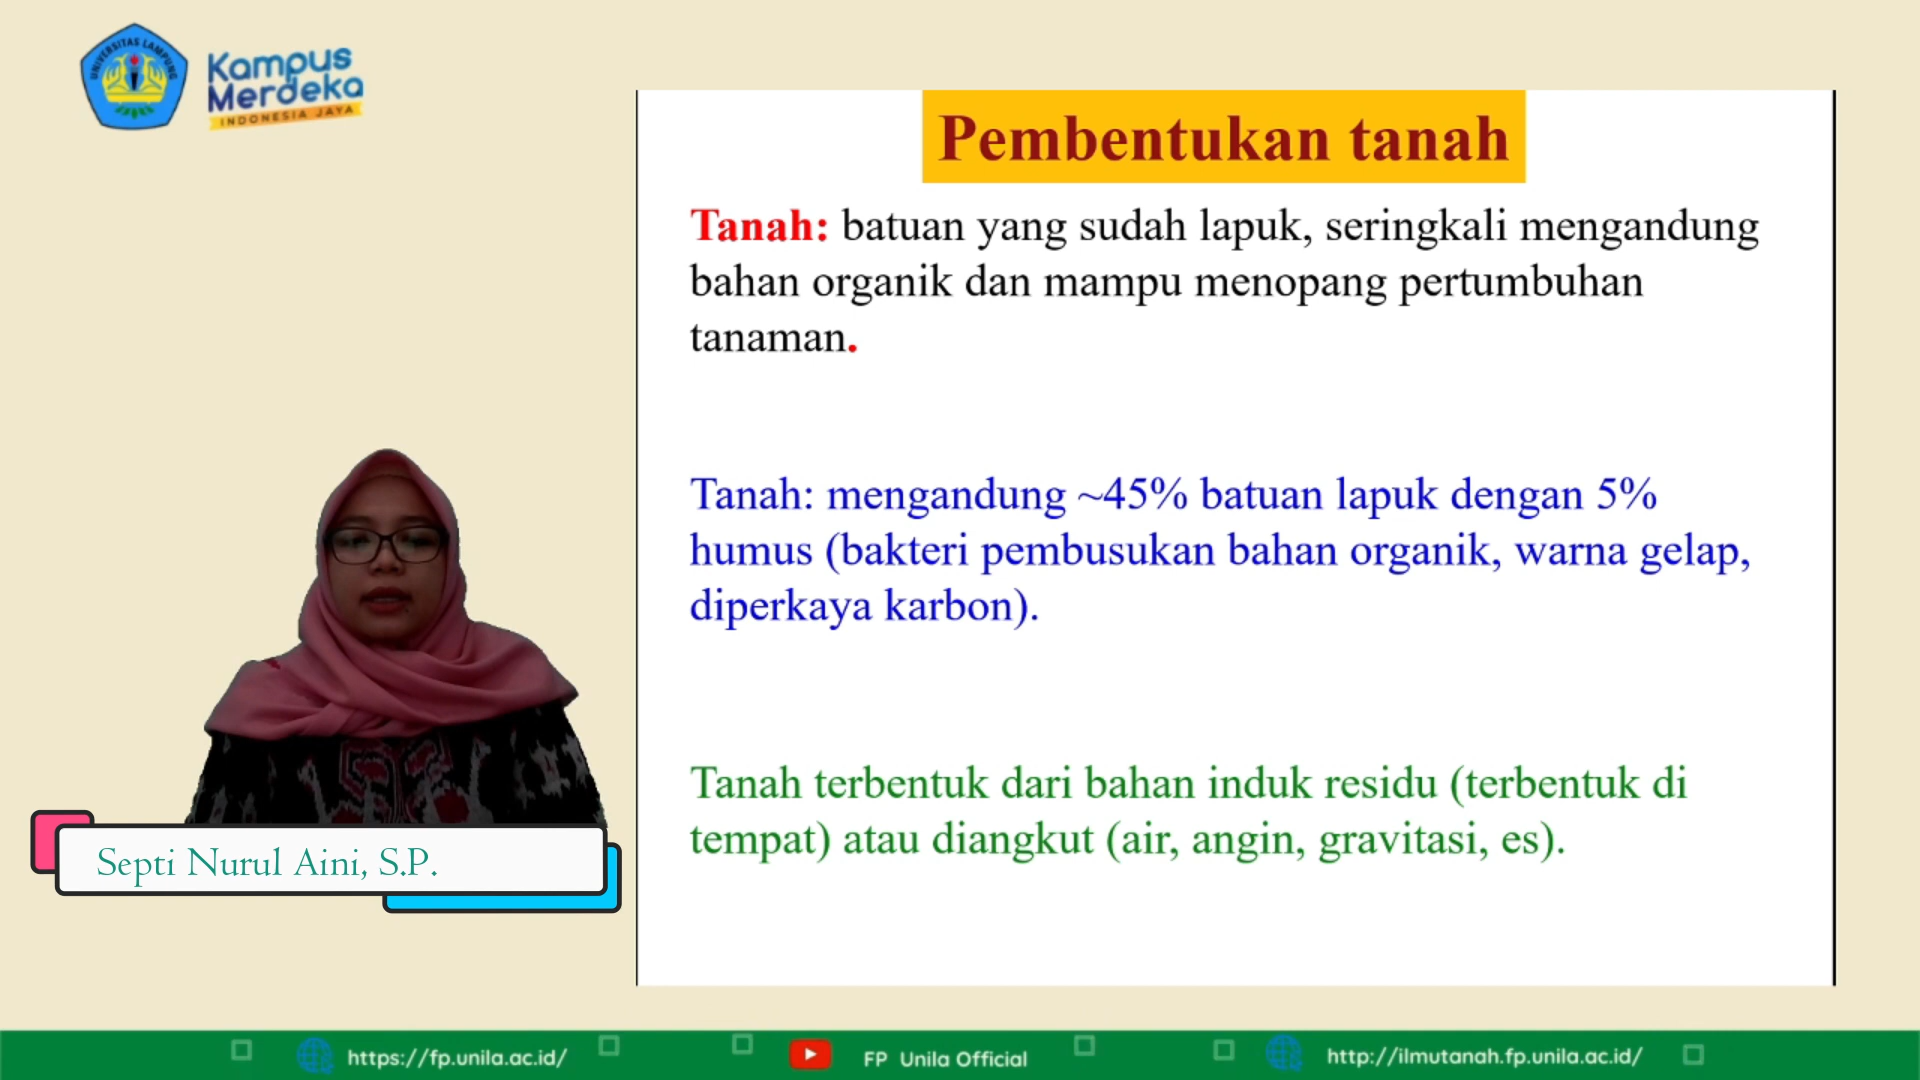 UNIVERSITAS LAMPUNG
Kampus
Merdeka
INDONESIA JAYA
Pembentukan tanah
Tanah: batuan yang sudah lapuk, seringkali mengandung
bahan organik dan mampu menopang pertumbuhan
tanaman.
Tanah: mengandung ~45% batuan lapuk dengan 5%
humus (bakteri pembusukan bahan organik, warna gelap,
diperkaya karbon).
Tanah terbentuk dari bahan induk residu (terbentuk di
tempat) atau diangkut (air, angin, gravitasi, es).
Septi Nurul Aini, S.P.
https://fp.unila.ac.id/
FP Unila Official
http://ilmutanah.fp.unila.ac.id/